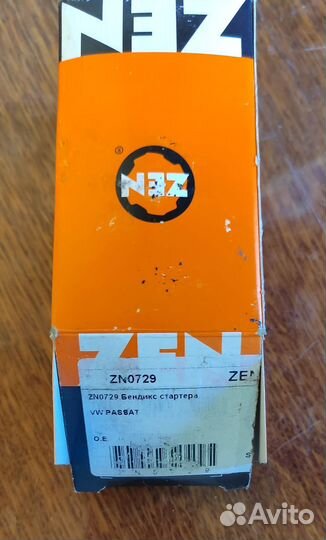 ZEN
ZEN
®
ZEN
ZN0729 ZEN
ZN0729 Бендикс стартера
VW PASSAT
O.E.
Avito